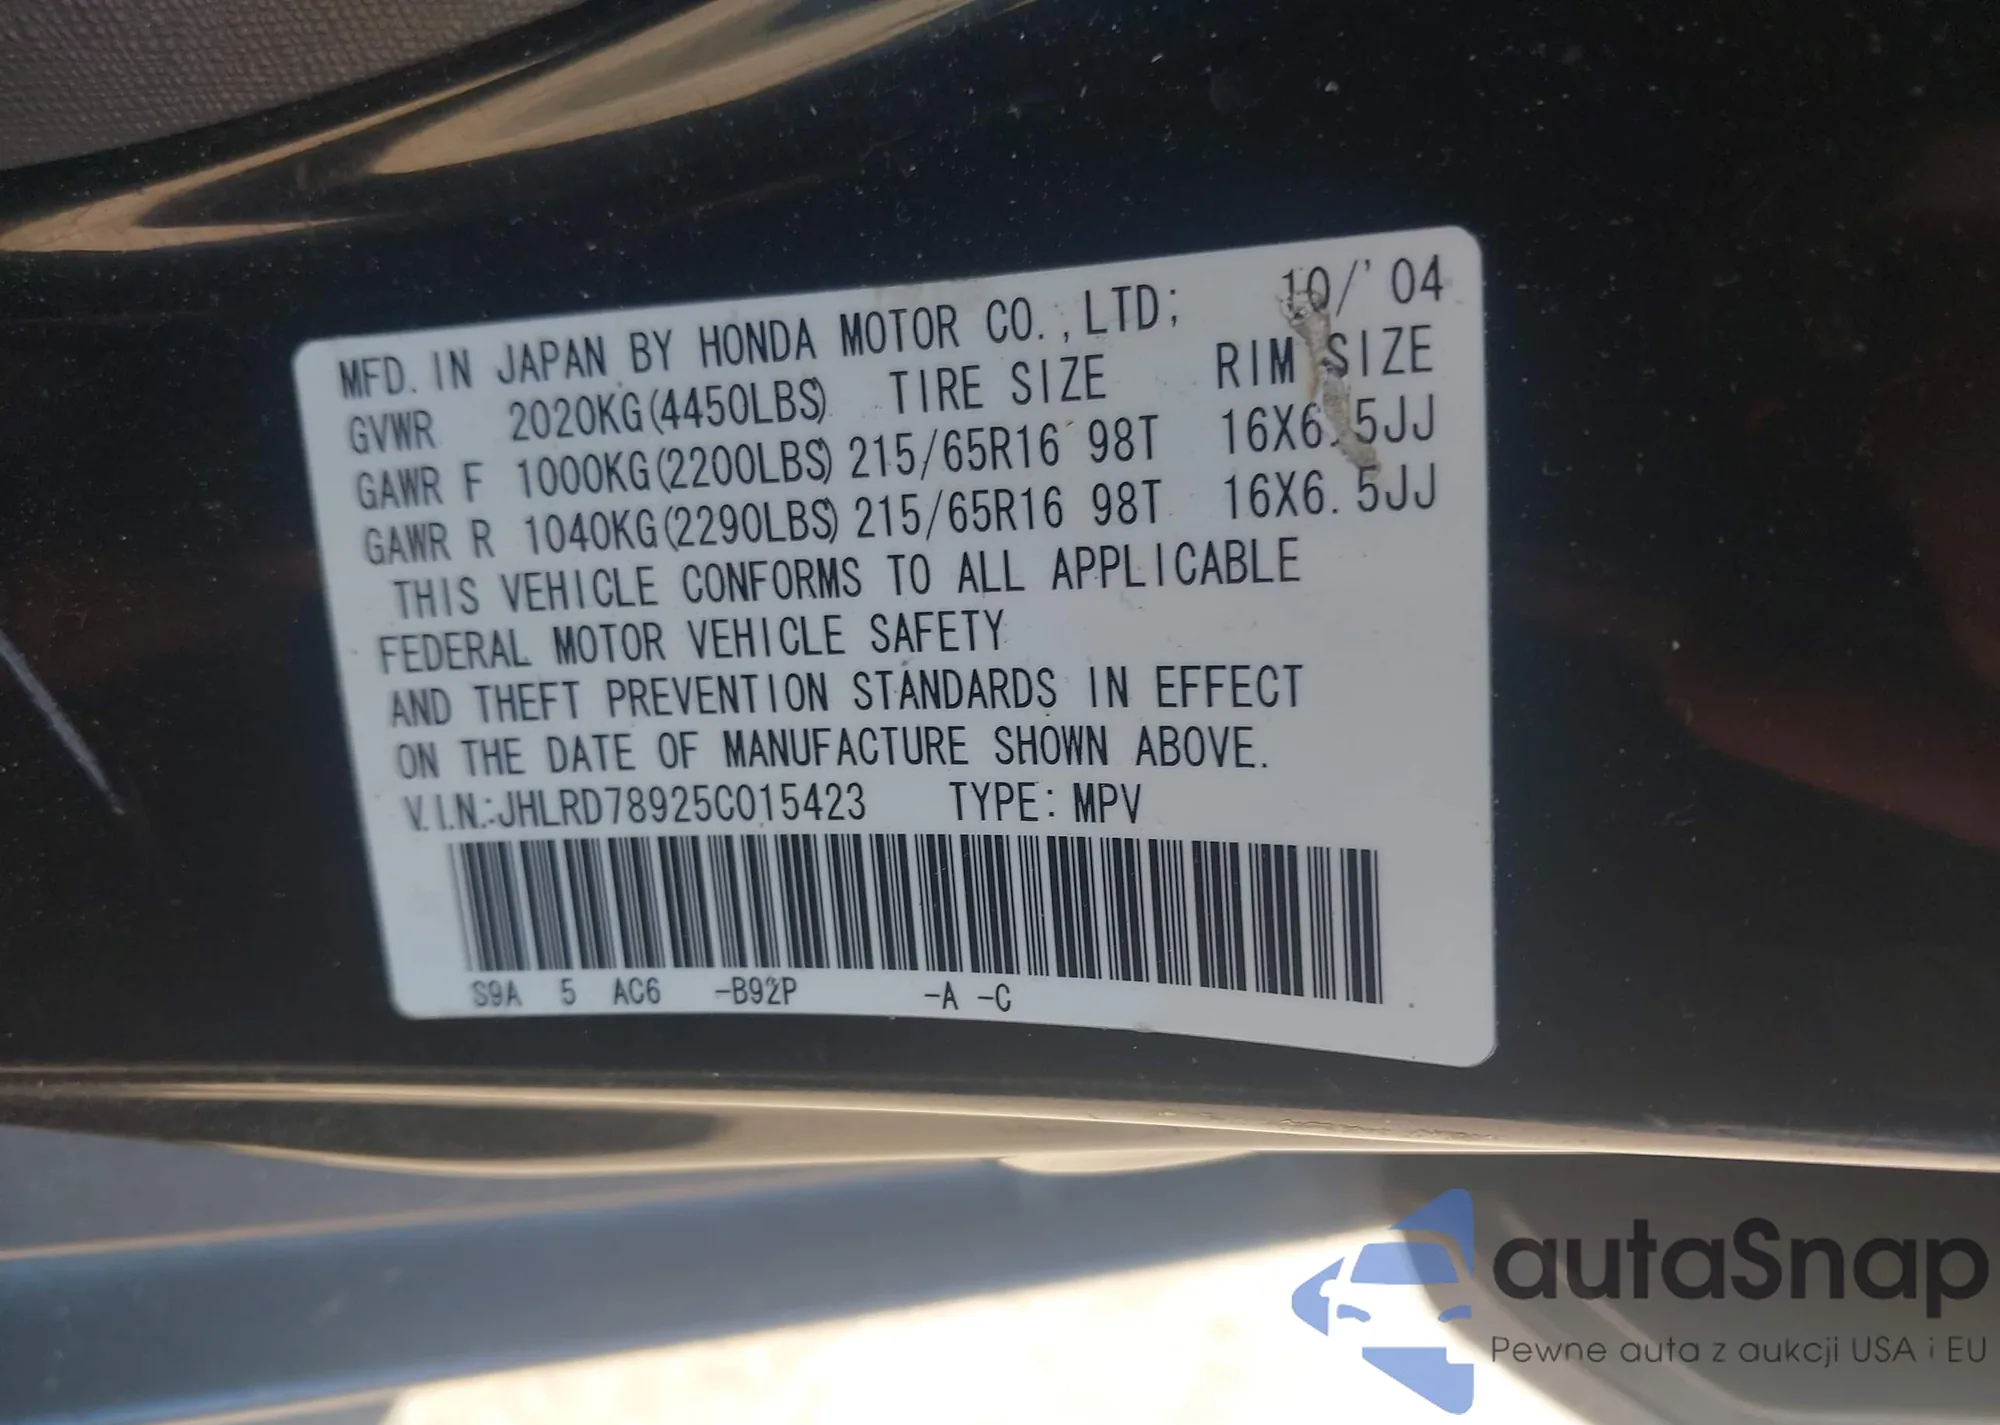 MFD. IN JAPAN BY HONDA MOTOR CO.,LTD; 10/'04
GVWR 2020KG(4450LBS) TIRE SIZE RIM SIZE
GAWR F 1000KG(2200LBS) 215/65R16 98T 16X6.5JJ
GAWR R 1040KG(2290LBS) 215/65R16 98T 16X6.5JJ
THIS VEHICLE CONFORMS TO ALL APPLICABLE
FEDERAL MOTOR VEHICLE SAFETY
AND THEFT PREVENTION STANDARDS IN EFFECT
ON THE DATE OF MANUFACTURE SHOWN ABOVE.
V.I.N.:JHLRD78925C015423 TYPE: MPV
S9A 5 AC6 -B92P -A -C
autaSnap
Pewne auta z aukcji USA i EU